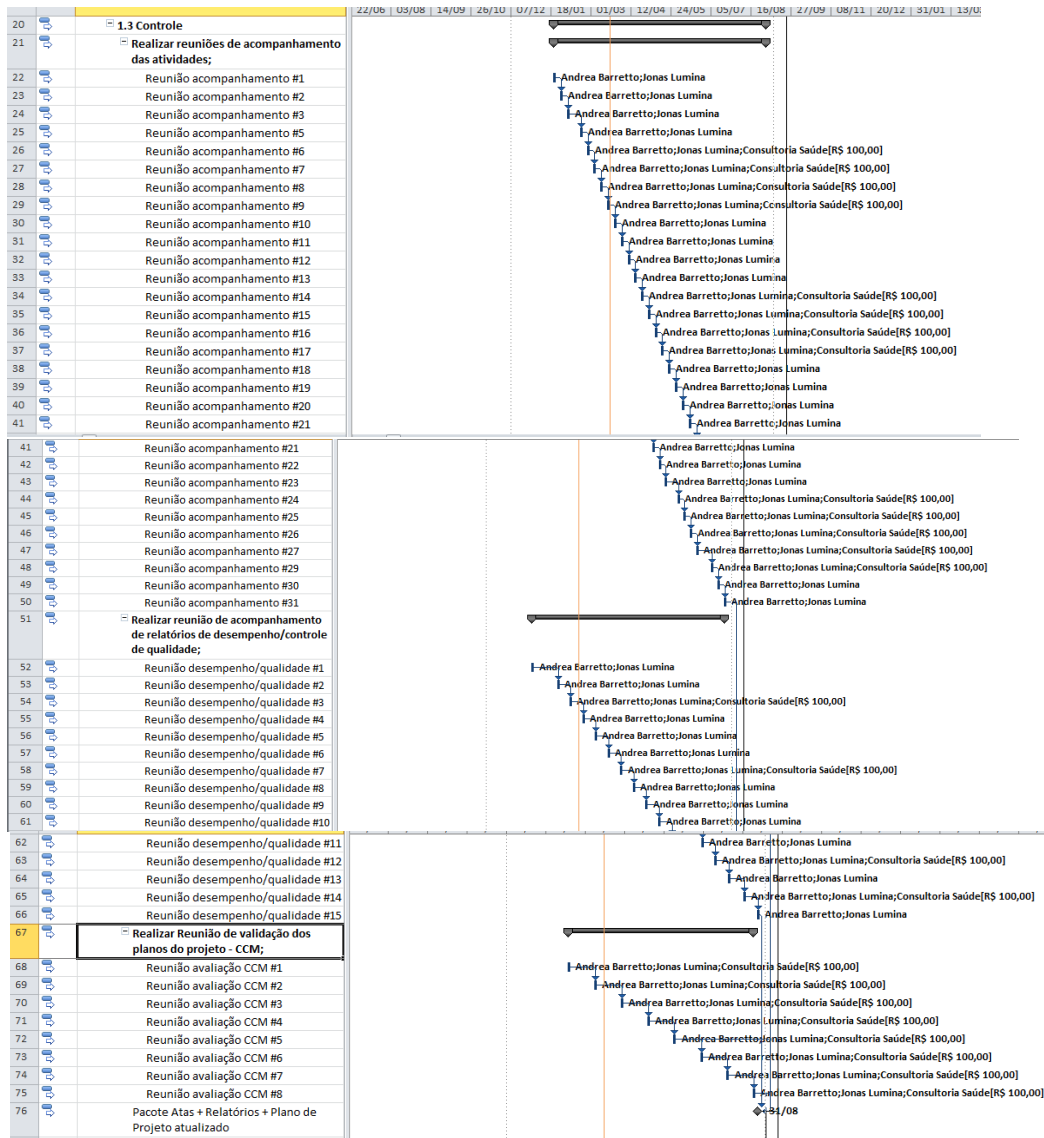 22/06 | 03/08 | 14/09 | 26/10 | 07/12 | 18/01 | 01/03 | 12/04 | 24/05 | 05/07 | 16/08 | 27/09 | 08/11 | 20/12 | 31/01 | 13/0
20 1.3 Controle
21 Realizar reuniões de acompanhamento
das atividades;
22 Reunião acompanhamento #1 Andrea Barretto;Jonas Lumina
23 Reunião acompanhamento #2 Andrea Barretto;Jonas Lumina
24 Reunião acompanhamento #3 Andrea Barretto;Jonas Lumina
25 Reunião acompanhamento #5 Andrea Barretto;Jonas Lumina
26 Reunião acompanhamento #6 Andrea Barretto;Jonas Lumina;Consultoria Saúde[R$ 100,00]
27 Reunião acompanhamento #7 Andrea Barretto;Jonas Lumina;Consultoria Saúde[R$ 100,00]
28 Reunião acompanhamento #8 Andrea Barretto;Jonas Lumina;Consultoria Saúde[R$ 100,00]
29 Reunião acompanhamento #9 Andrea Barretto;Jonas Lumina;Consultoria Saúde[R$ 100,00]
30 Reunião acompanhamento #10 Andrea Barretto;Jonas Lumina
31 Reunião acompanhamento #11 Andrea Barretto;Jonas Lumina
32 Reunião acompanhamento #12 Andrea Barretto;Jonas Lumina
33 Reunião acompanhamento #13 Andrea Barretto;Jonas Lumina
34 Reunião acompanhamento #14 Andrea Barretto;Jonas Lumina;Consultoria Saúde[R$ 100,00]
35 Reunião acompanhamento #15 Andrea Barretto;Jonas Lumina;Consultoria Saúde[R$ 100,00]
36 Reunião acompanhamento #16 Andrea Barretto;Jonas Lumina;Consultoria Saúde[R$ 100,00]
37 Reunião acompanhamento #17 Andrea Barretto;Jonas Lumina;Consultoria Saúde[R$ 100,00]
38 Reunião acompanhamento #18 Andrea Barretto;Jonas Lumina
39 Reunião acompanhamento #19 Andrea Barretto;Jonas Lumina
40 Reunião acompanhamento #20 Andrea Barretto;Jonas Lumina
41 Reunião acompanhamento #21 Andrea Barretto;Jonas Lumina
41 Reunião acompanhamento #21 Andrea Barretto;Jonas Lumina
42 Reunião acompanhamento #22 Andrea Barretto;Jonas Lumina
43 Reunião acompanhamento #23 Andrea Barretto;Jonas Lumina
44 Reunião acompanhamento #24 Andrea Barretto;Jonas Lumina;Consultoria Saúde[R$ 100,00]
45 Reunião acompanhamento #25 Andrea Barretto;Jonas Lumina;Consultoria Saúde[R$ 100,00]
46 Reunião acompanhamento #26 Andrea Barretto;Jonas Lumina;Consultoria Saúde[R$ 100,00]
47 Reunião acompanhamento #27 Andrea Barretto;Jonas Lumina;Consultoria Saúde[R$ 100,00]
48 Reunião acompanhamento #29 Andrea Barretto;Jonas Lumina;Consultoria Saúde[R$ 100,00]
49 Reunião acompanhamento #30 Andrea Barretto;Jonas Lumina
50 Reunião acompanhamento #31 Andrea Barretto;Jonas Lumina
51 Realizar reunião de acompanhamento
de relatórios de desempenho/controle
de qualidade;
52 Reunião desempenho/qualidade #1 Andrea Barretto;Jonas Lumina
53 Reunião desempenho/qualidade #2 Andrea Barretto;Jonas Lumina
54 Reunião desempenho/qualidade #3 Andrea Barretto;Jonas Lumina;Consultoria Saúde[R$ 100,00]
55 Reunião desempenho/qualidade #4 Andrea Barretto;Jonas Lumina
56 Reunião desempenho/qualidade #5 Andrea Barretto;Jonas Lumina
57 Reunião desempenho/qualidade #6 Andrea Barretto;Jonas Lumina
58 Reunião desempenho/qualidade #7 Andrea Barretto;Jonas Lumina;Consultoria Saúde[R$ 100,00]
59 Reunião desempenho/qualidade #8 Andrea Barretto;Jonas Lumina
60 Reunião desempenho/qualidade #9 Andrea Barretto;Jonas Lumina
61 Reunião desempenho/qualidade #10 Andrea Barretto;Jonas Lumina
62 Reunião desempenho/qualidade #11 Andrea Barretto;Jonas Lumina
63 Reunião desempenho/qualidade #12 Andrea Barretto;Jonas Lumina;Consultoria Saúde[R$ 100,00]
64 Reunião desempenho/qualidade #13 Andrea Barretto;Jonas Lumina
65 Reunião desempenho/qualidade #14 Andrea Barretto;Jonas Lumina;Consultoria Saúde[R$ 100,00]
66 Reunião desempenho/qualidade #15 Andrea Barretto;Jonas Lumina
67 Realizar Reunião de validação dos
planos do projeto - CCM;
68 Reunião avaliação CCM #1 Andrea Barretto;Jonas Lumina;Consultoria Saúde[R$ 100,00]
69 Reunião avaliação CCM #2 Andrea Barretto;Jonas Lumina;Consultoria Saúde[R$ 100,00]
70 Reunião avaliação CCM #3 Andrea Barretto;Jonas Lumina;Consultoria Saúde[R$ 100,00]
71 Reunião avaliação CCM #4 Andrea Barretto;Jonas Lumina;Consultoria Saúde[R$ 100,00]
72 Reunião avaliação CCM #5 Andrea Barretto;Jonas Lumina;Consultoria Saúde[R$ 100,00]
73 Reunião avaliação CCM #6 Andrea Barretto;Jonas Lumina;Consultoria Saúde[R$ 100,00]
74 Reunião avaliação CCM #7 Andrea Barretto;Jonas Lumina;Consultoria Saúde[R$ 100,00]
75 Reunião avaliação CCM #8 Andrea Barretto;Jonas Lumina;Consultoria Saúde[R$ 100,00]
76 Pacote Atas + Relatórios + Plano de 31/08
Projeto atualizado